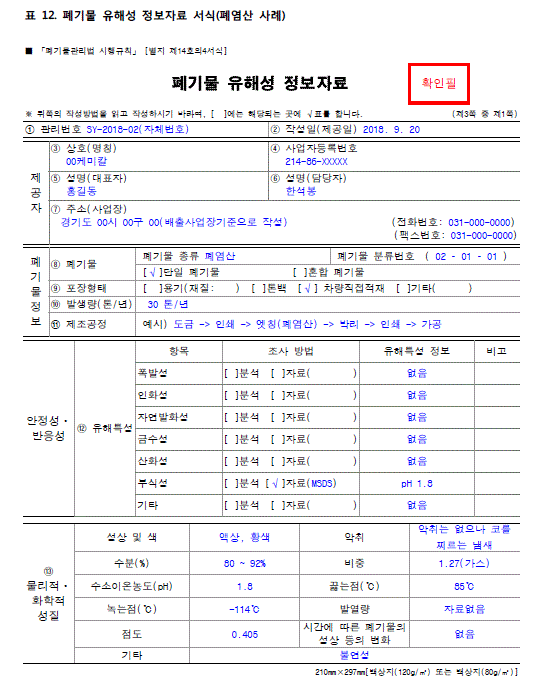 표 12. 폐기물 유해성 정보자료 서식(폐염산 사례)
■ 「폐기물관리법 시행규칙」 [별지 제14호의4서식]
폐기물 유해성 정보자료
확인필
※ 뒤쪽의 작성방법을 읽고 작성하시기 바라며, [ ]에는 해당되는 곳에 √표를 합니다. (제3쪽 중 제1쪽)
① 관리번호 SY-2018-02(자체번호) ② 작성일(제공일) 2018. 9. 20
제공자
③ 상호(명칭) ④ 사업자등록번호
00케미칼 214-86-XXXXX
⑤ 성명(대표자) ⑥ 성명(담당자)
홍길동 한석봉
⑦ 주소(사업장)
경기도 00시 00구 00(배출사업장기준으로 작성) (전화번호: 031-000-0000)
(팩스번호: 031-000-0000)
폐기물정보
⑧ 폐기물 폐기물 종류 폐염산 폐기물 분류번호 ( 02 - 01 - 01 )
[√]단일 폐기물 [ ]혼합 폐기물
⑨ 포장형태 [ ]용기(재질: ) [ ]톤백 [√] 차량직접적재 [ ]기타( )
⑩ 발생량(톤/년) 30 톤/년
⑪ 제조공정 예시) 도금 -> 인쇄 -> 엣칭(폐염산) -> 박리 -> 인쇄 -> 가공
안정성·반응성
⑫ 유해특성
항목 조사 방법 유해특성 정보 비고
폭발성 [ ]분석 [ ]자료( ) 없음
인화성 [ ]분석 [ ]자료( ) 없음
자연발화성 [ ]분석 [ ]자료( ) 없음
금수성 [ ]분석 [ ]자료( ) 없음
산화성 [ ]분석 [ ]자료( ) 없음
부식성 [ ]분석 [√]자료(MSDS) pH 1.8
기타 [ ]분석 [ ]자료( ) 없음
⑬ 물리적·화학적 성질
성상 및 색 액상, 황색 악취 악취는 없으나 코를 찌르는 냄새
수분(%) 80 ~ 92% 비중 1.27(가스)
수소이온농도(pH) 1.8 끓는점(℃) 85℃
녹는점(℃) -114℃ 발열량 자료없음
점도 0.405 시간에 따른 폐기물의 성상 등의 변화 없음
기타 불연성
210㎜×297㎜[백상지(120g/㎡) 또는 백상지(80g/㎡)]